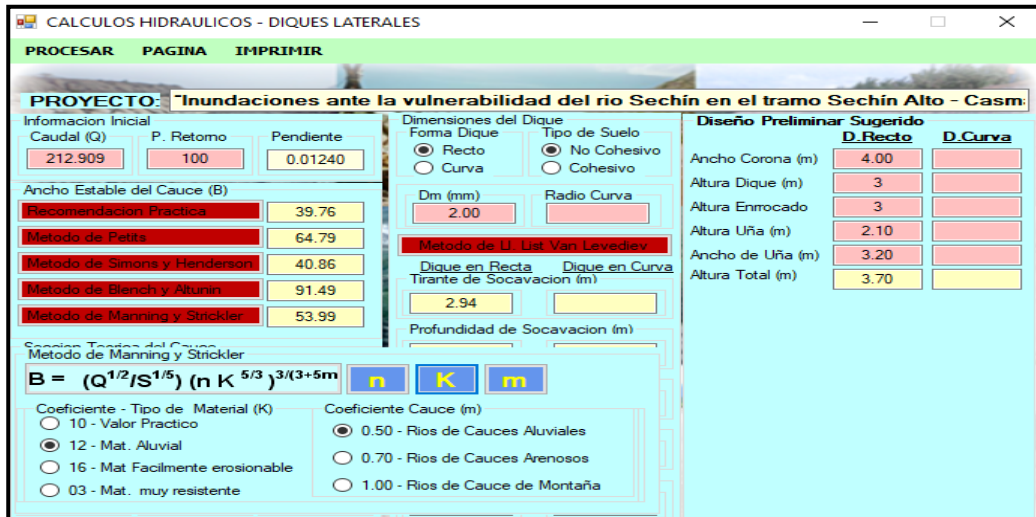 CALCULOS HIDRAULICOS - DIQUES LATERALES
PROCESAR PAGINA IMPRIMIR
PROYECTO: "Inundaciones ante la vulnerabilidad del rio Sechín en el tramo Sechín Alto - Casm
Informacion Inicial
Caudal (Q) P. Retorno Pendiente
212.909 100 0.01240
Ancho Estable del Cauce (B)
Recomendacion Practica 39.76
Metodo de Petits 64.79
Metodo de Simons y Henderson 40.86
Metodo de Blench y Altunin 91.49
Metodo de Manning y Strickler 53.99
Seccion Teorica del Cauce
Dimensiones del Dique
Forma Dique Tipo de Suelo
Recto No Cohesivo
Curva Cohesivo
Dm (mm) Radio Curva
2.00
Metodo de LL. List Van Levediev
Dique en Recta Dique en Curva
Tirante de Socavacion (m)
2.94
Profundidad de Socavacion (m)
Diseño Preliminar Sugerido
D.Recto D.Curva
Ancho Corona (m) 4.00
Altura Dique (m) 3
Altura Enrrocado 3
Altura Uña (m) 2.10
Ancho de Uña (m) 3.20
Altura Total (m) 3.70
Metodo de Manning y Strickler
B = (Q1/2/S1/5) (n K 5/3 )3/(3+5m n K m
Coeficiente - Tipo de Material (K)
10 - Valor Practico
12 - Mat. Aluvial
16 - Mat Facilmente erosionable
03 - Mat. muy resistente
Coeficiente Cauce (m)
0.50 - Rios de Cauces Aluviales
0.70 - Rios de Cauces Arenosos
1.00 - Rios de Cauce de Montaña